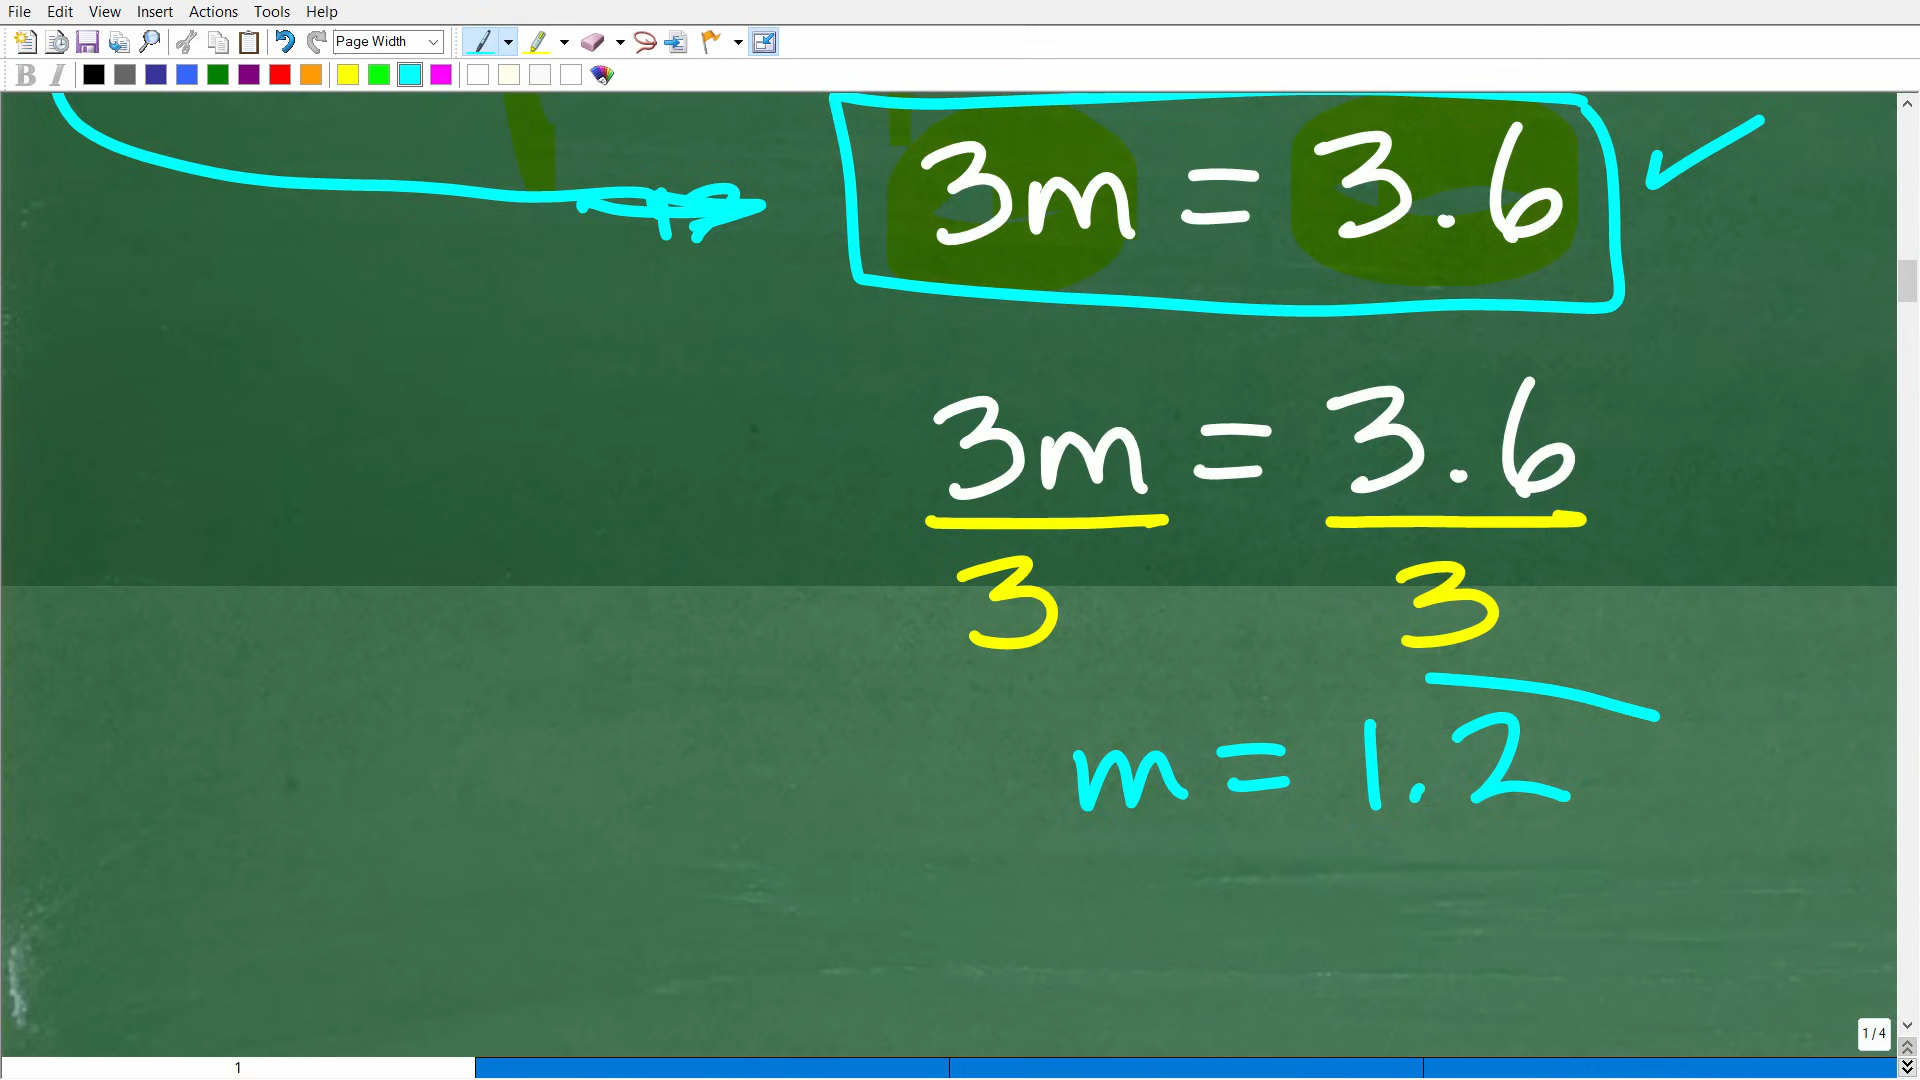 File Edit View Insert Actions Tools Help
Page Width
B I
3m = 3.6
3m = 3.6
3 3
m = 1.2
1 / 4
1